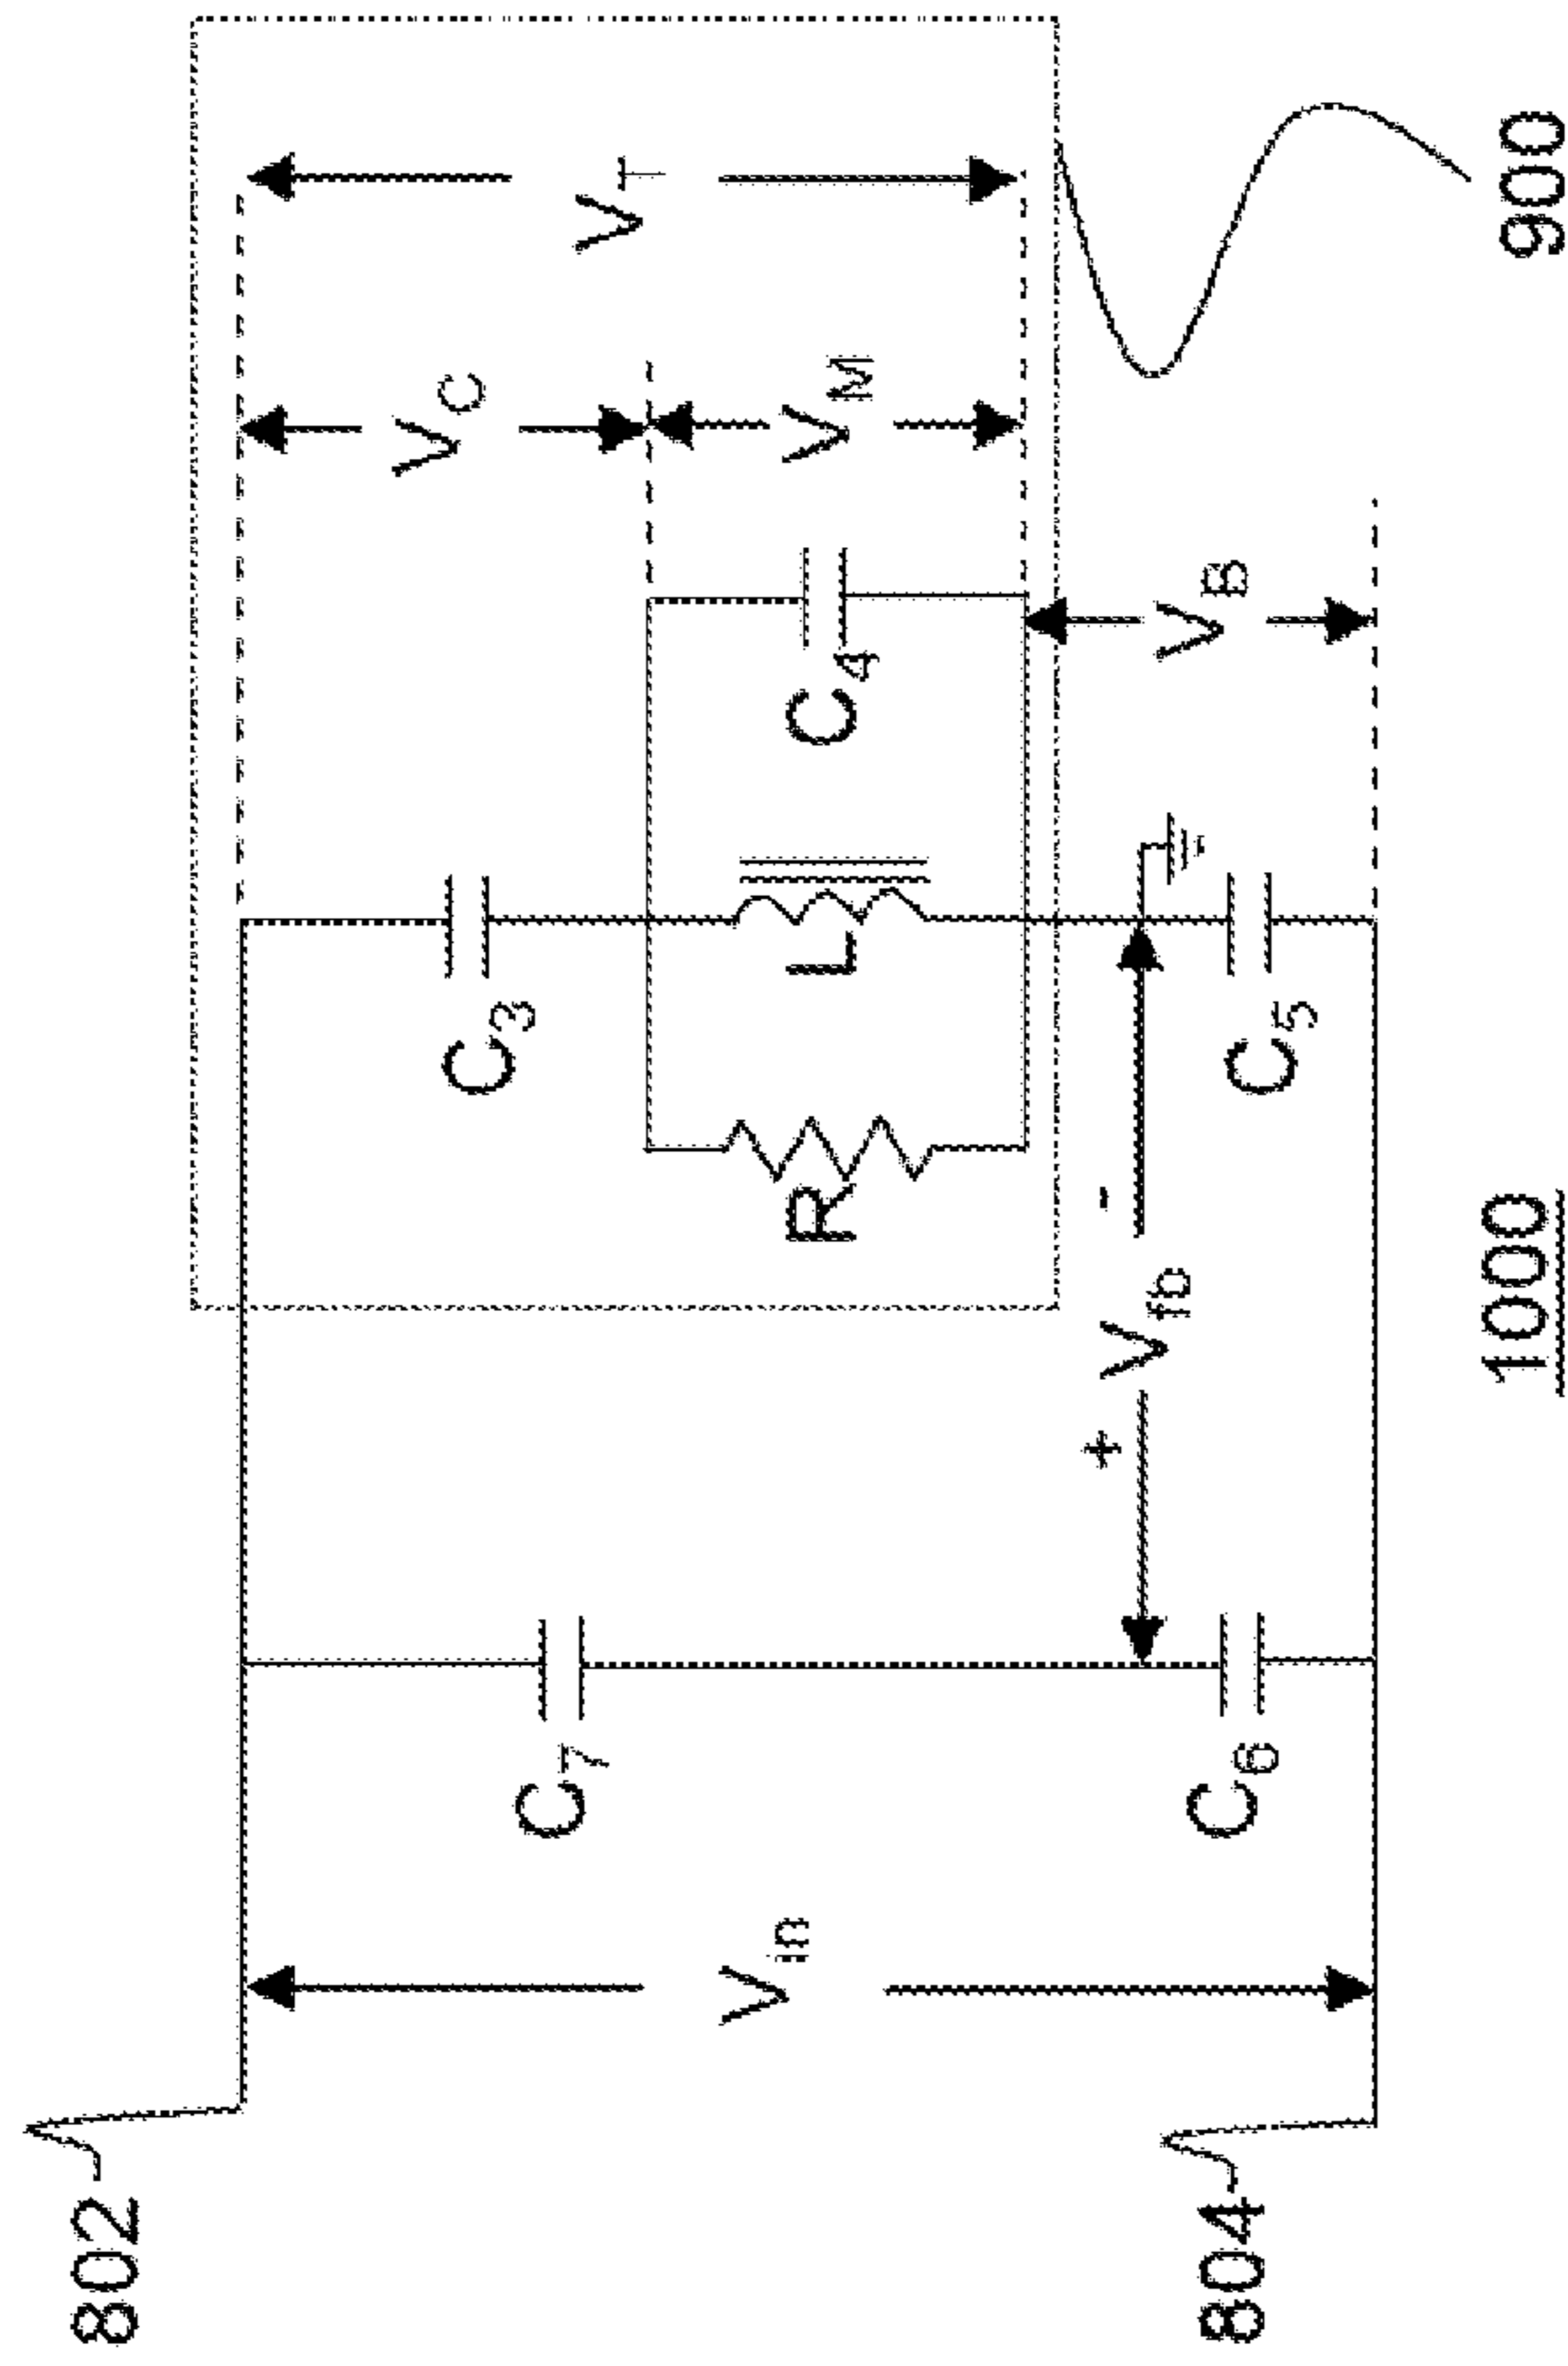 802
804
V_in
C_7
C_6
+ V_fb -
R
L
C_3
C_4
C_5
V_C
V_M
V_B
V_T
900
1000